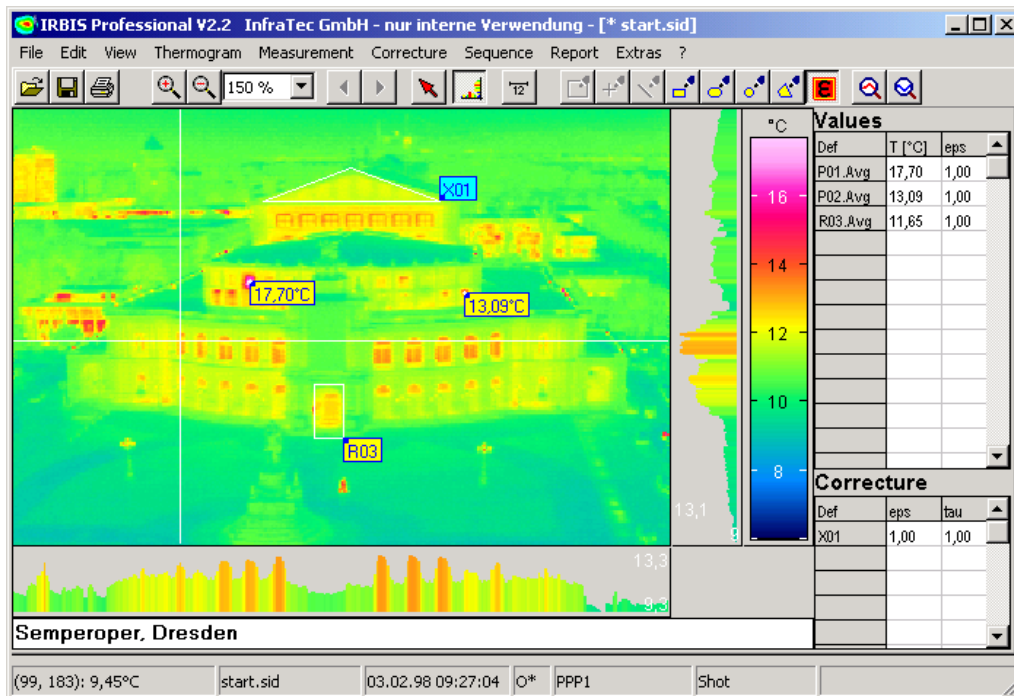 IRBIS Professional V2.2 InfraTec GmbH - nur interne Verwendung - [* start.sid]
File Edit View Thermogram Measurement Correcture Sequence Report Extras ?
150 % 12 ε
°C
16
14
12
10
8
X01
17,70°C
13,09°C
R03
13,1
9
13,3
9,3
Values
Def T [°C] eps
P01.Avg 17,70 1,00
P02.Avg 13,09 1,00
R03.Avg 11,65 1,00
Correcture
Def eps tau
X01 1,00 1,00
Semperoper, Dresden
(99, 183): 9,45°C start.sid 03.02.98 09:27:04 O* PPP1 Shot